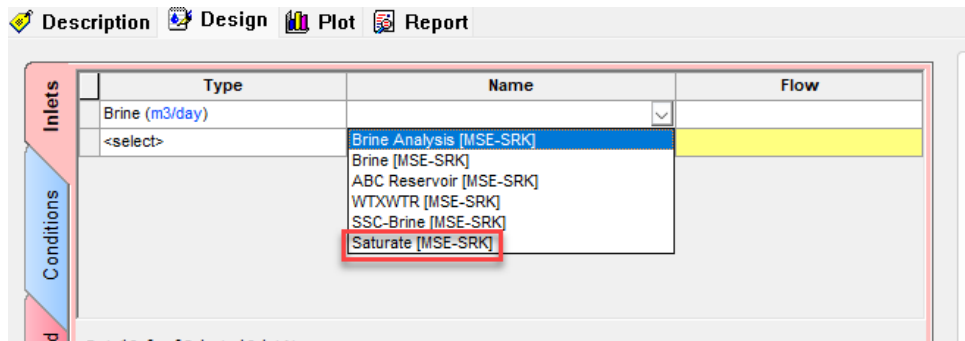 Description Design Plot Report
Inlets
Type Name Flow
Brine (m3/day)
<select> Brine Analysis [MSE-SRK]
Brine [MSE-SRK]
ABC Reservoir [MSE-SRK]
WTXWTR [MSE-SRK]
SSC-Brine [MSE-SRK]
Saturate [MSE-SRK]
Conditions